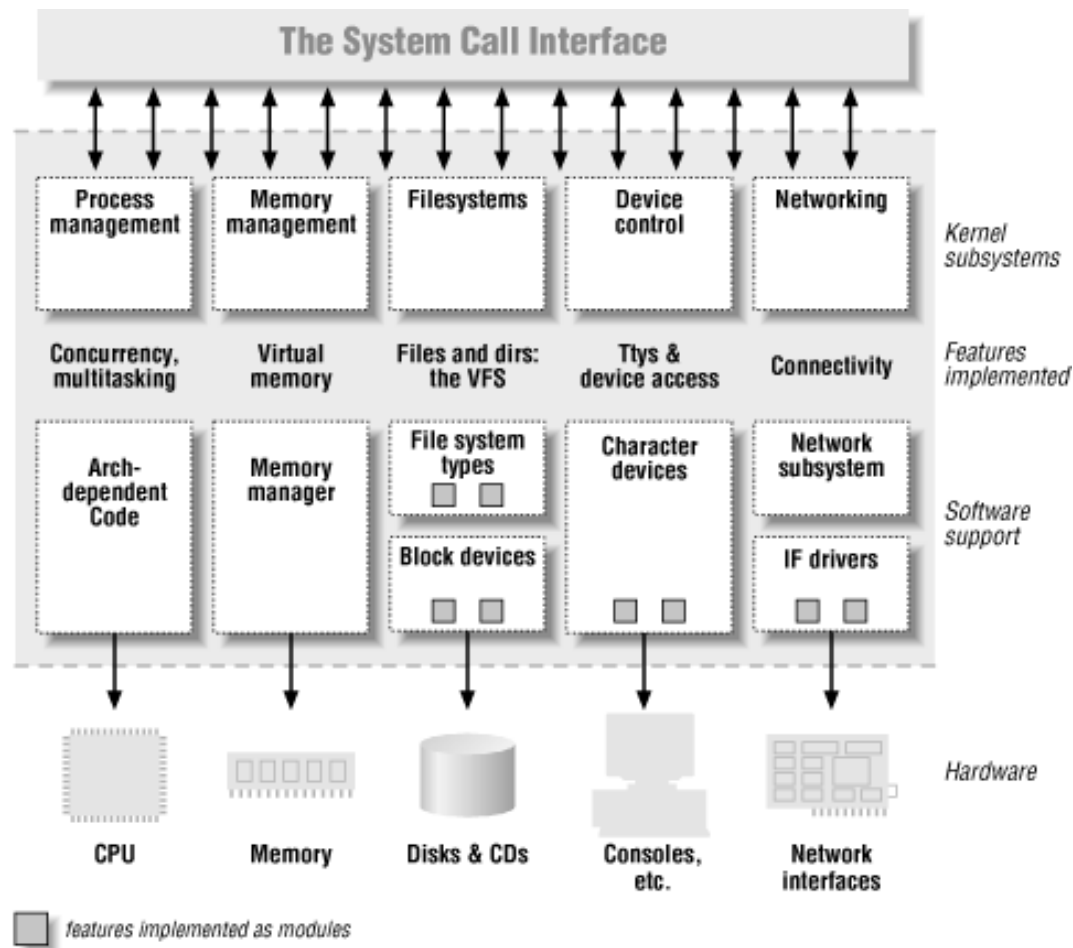 The System Call Interface
Process
management
Memory
management
Filesystems
Device
control
Networking
Kernel
subsystems
Concurrency,
multitasking
Virtual
memory
Files and dirs:
the VFS
Ttys &
device access
Connectivity
Features
implemented
Arch-
dependent
Code
Memory
manager
File system
types
Block devices
Character
devices
Network
subsystem
IF drivers
Software
support
CPU
Memory
Disks & CDs
Consoles,
etc.
Network
interfaces
Hardware
features implemented as modules